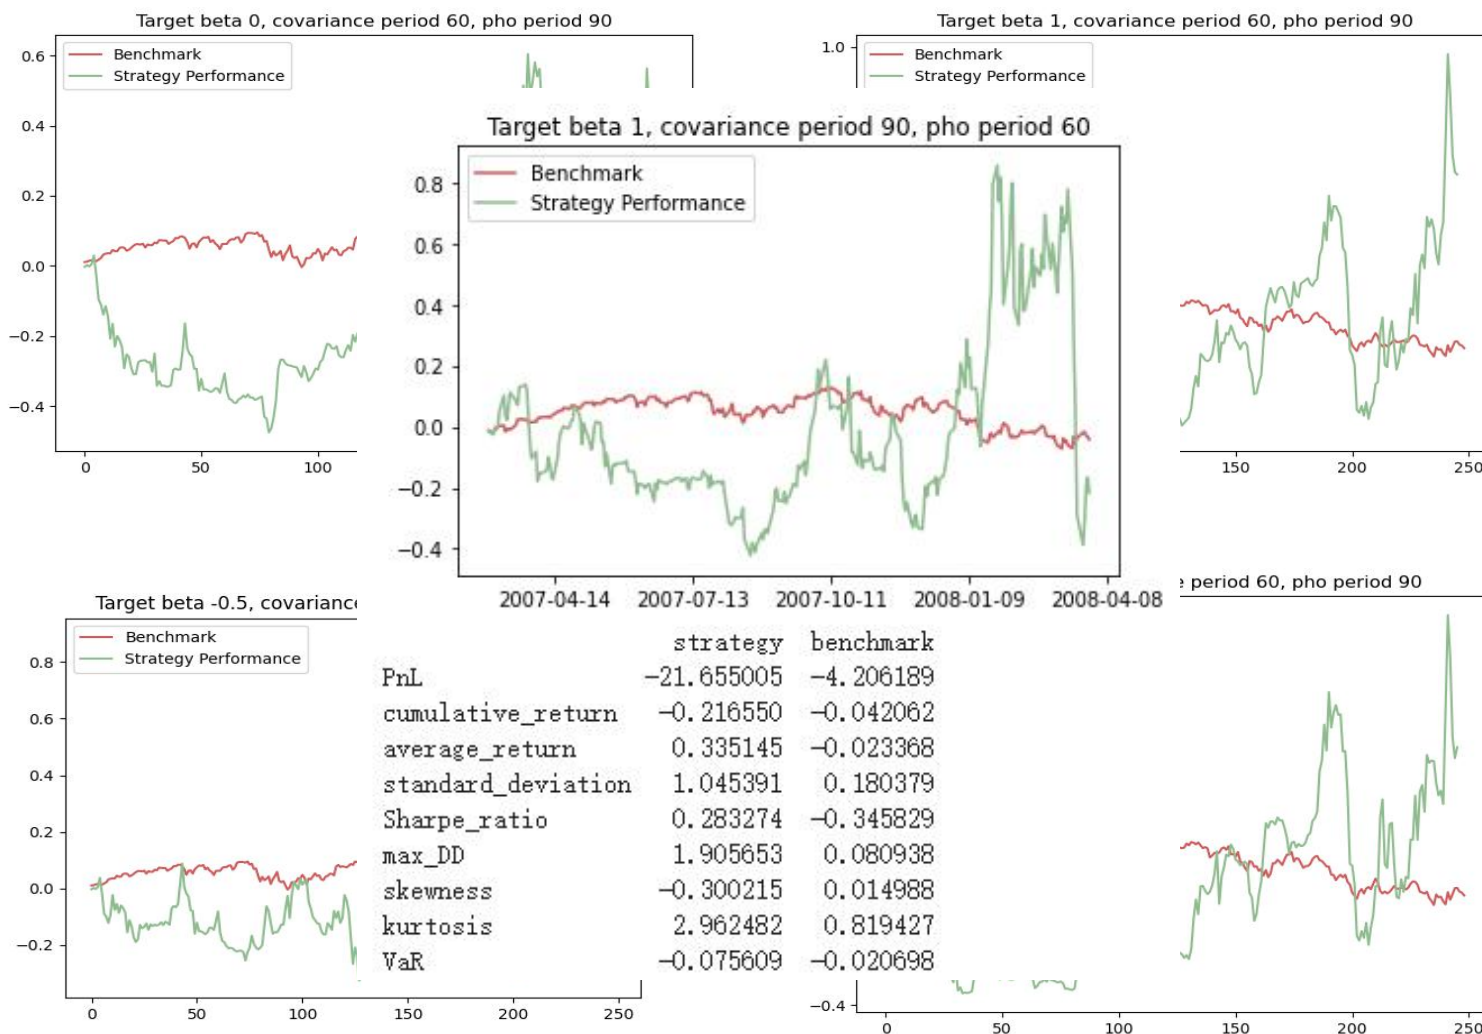 Target beta 0, covariance period 60, pho period 90
Benchmark
Strategy Performance
0.6
0.4
0.2
0.0
−0.2
−0.4
0
50
100
Target beta 1, covariance period 60, pho period 90
1.0
Benchmark
Strategy Performance
150
200
250
Target beta 1, covariance period 90, pho period 60
Benchmark
Strategy Performance
0.8
0.6
0.4
0.2
0.0
−0.2
−0.4
2007-04-14 2007-07-13 2007-10-11 2008-01-09 2008-04-08
strategy benchmark
PnL −21.655005 −4.206189
cumulative_return −0.216550 −0.042062
average_return 0.335145 −0.023368
standard_deviation 1.045391 0.180379
Sharpe_ratio 0.283274 −0.345829
max_DD 1.905653 0.080938
skewness −0.300215 0.014988
kurtosis 2.962482 0.819427
VaR −0.075609 −0.020698
Target beta -0.5, covariance
Benchmark
Strategy Performance
0.8
0.6
0.4
0.2
0.0
−0.2
0 50 100 150 200 250
period 60, pho period 90
−0.4
0 50 100 150 200 250